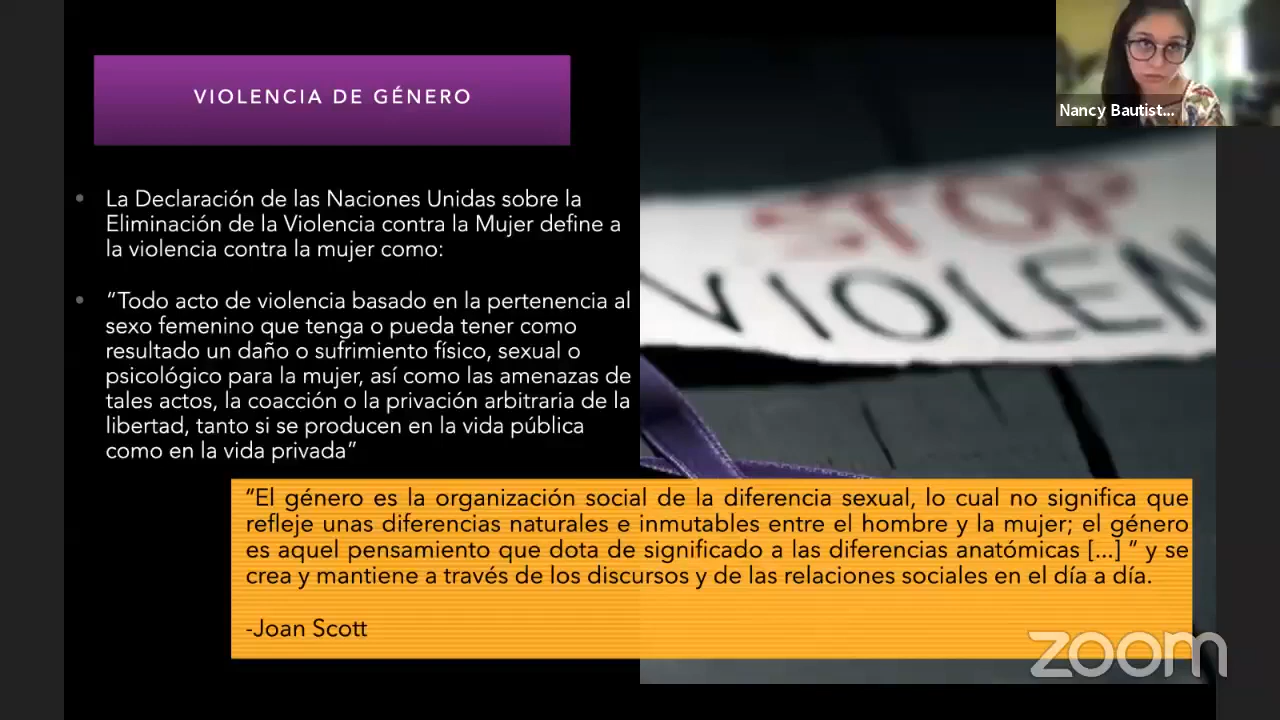 VIOLENCIA DE GÉNERO
Nancy Bautist...
La Declaración de las Naciones Unidas sobre la
Eliminación de la Violencia contra la Mujer define a
la violencia contra la mujer como:
“Todo acto de violencia basado en la pertenencia al
sexo femenino que tenga o pueda tener como
resultado un daño o sufrimiento físico, sexual o
psicológico para la mujer, así como las amenazas de
tales actos, la coacción o la privación arbitraria de la
libertad, tanto si se producen en la vida pública
como en la vida privada”
STOP
VIOLEN
“El género es la organización social de la diferencia sexual, lo cual no significa que
refleje unas diferencias naturales e inmutables entre el hombre y la mujer; el género
es aquel pensamiento que dota de significado a las diferencias anatómicas [...] ” y se
crea y mantiene a través de los discursos y de las relaciones sociales en el día a día.
-Joan Scott
zoom